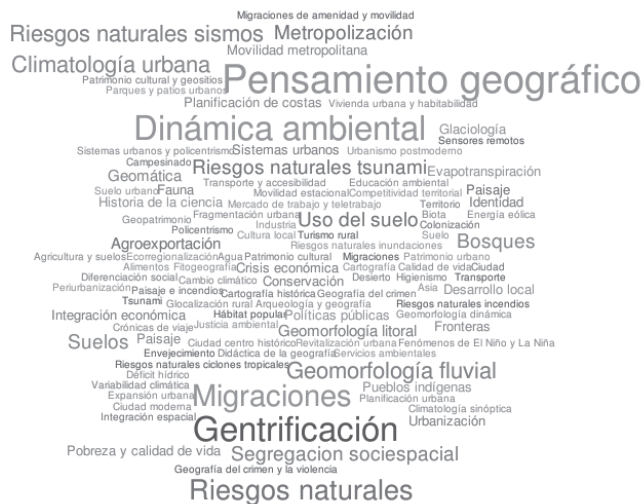 Migraciones de amenidad y movilidad
Riesgos naturales sismos Metropolización
Movilidad metropolitana
Climatología urbana
Patrimonio cultural y geositios Pensamiento geográfico
Parques y patios urbanos
Planificación de costas Vivienda urbana y habitabilidad
Dinámica ambiental Glaciología
Sensores remotos
Sistemas urbanos y policentrismo Sistemas urbanos Urbanismo postmoderno
Campesinado Riesgos naturales tsunami Evapotranspiración
Geomática
Transporte y accesibilidad Educación ambiental
Suelo urbano Fauna Movilidad estacional Competitividad territorial Paisaje
Historia de la ciencia Mercado de trabajo y teletrabajo Territorio Identidad
Fragmentación urbana Uso del suelo Biota Energía eólica
Geopatrimonio Industria Colonización
Policentrismo Cultura local Turismo rural Suelo
Agroexportación Riesgos naturales inundaciones Bosques
Agricultura y suelos Ecorregionalización Agua Patrimonio cultural Migraciones Patrimonio urbano
Alimentos Fitogeografía Crisis económica Cartografía Calidad de vida Ciudad
Diferenciación social Cambio climático Conservación Desierto Higienismo Transporte
Periurbanización Paisaje e incendios Cartografía histórica Geografía del crimen Asia Desarrollo local
Tsunami Glocalización rural Arqueología y geografía Riesgos naturales incendios
Integración económica Hábitat popular Políticas públicas Geomorfología dinámica
Crónicas de viaje Justicia ambiental Geomorfología litoral Fronteras
Suelos Paisaje Ciudad centro histórico Revitalización urbana Fenómenos de El Niño y La Niña
Envejecimiento Didáctica de la geografía Servicios ambientales
Riesgos naturales ciclones tropicales Geomorfología fluvial
Déficit hídrico
Variabilidad climática Migraciones Pueblos indígenas
Expansión urbana Planificación urbana
Ciudad moderna Climatología sinóptica
Integración espacial Gentrificación Urbanización
Pobreza y calidad de vida Segregacion sociespacial
Geografía del crimen y la violencia
Riesgos naturales